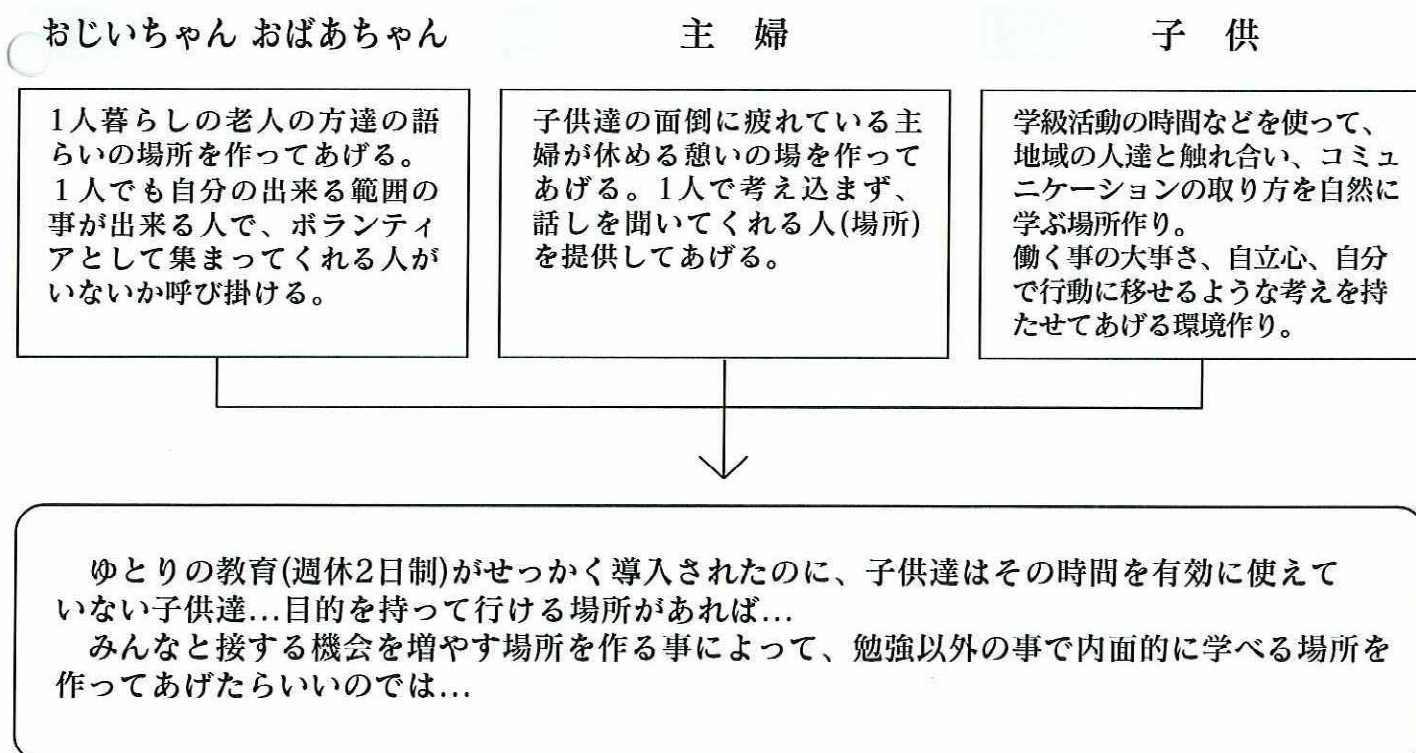 おじいちゃん おばあちゃん
1人暮らしの老人の方達の語
らいの場所を作ってあげる。
1人でも自分の出来る範囲の
事が出来る人で、ボランティ
アとして集まってくれる人が
いないか呼び掛ける。
主 婦
子供達の面倒に疲れている主
婦が休める憩いの場を作って
あげる。1人で考え込まず、
話しを聞いてくれる人(場所)
を提供してあげる。
子 供
学級活動の時間などを使って、
地域の人達と触れ合い、コミュ
ニケーションの取り方を自然に
学ぶ場所作り。
働く事の大事さ、自立心、自分
で行動に移せるような考えを持
たせてあげる環境作り。
ゆとりの教育(週休2日制)がせっかく導入されたのに、子供達はその時間を有効に使えて
いない子供達…目的を持って行ける場所があれば…
みんなと接する機会を増やす場所を作る事によって、勉強以外の事で内面的に学べる場所を
作ってあげたらいいのでは…